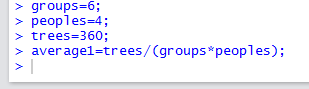 > groups=6;
> peoples=4;
> trees=360;
> average1=trees/(groups*peoples);
>